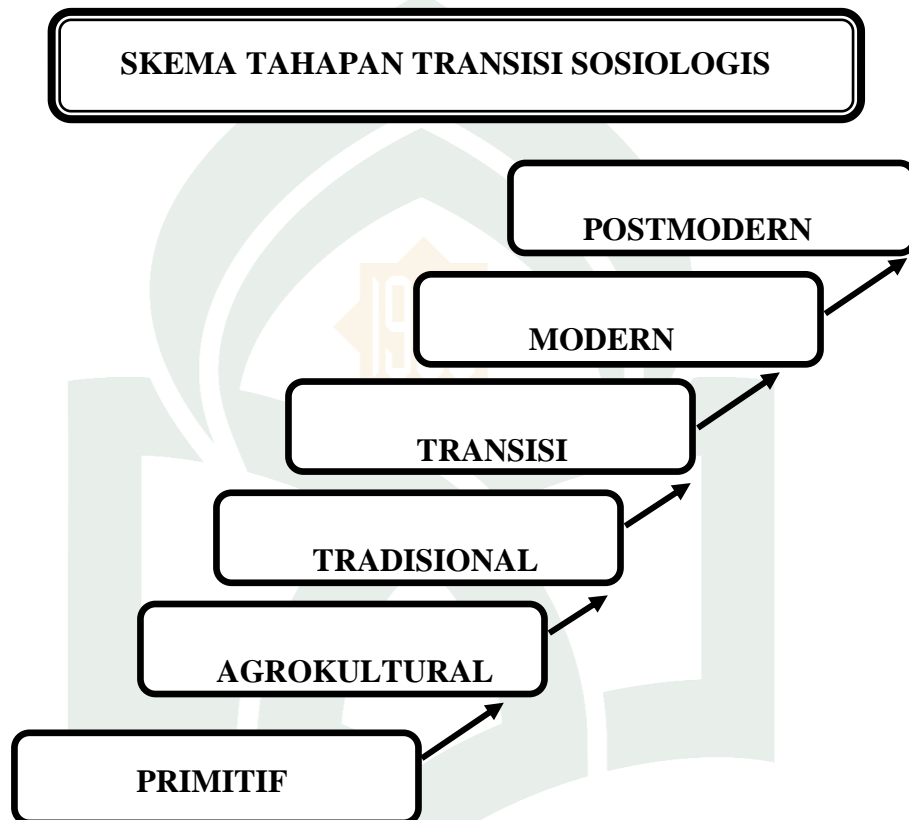 SKEMA TAHAPAN TRANSISI SOSIOLOGIS
POSTMODERN
MODERN
TRANSISI
TRADISIONAL
AGROKULTURAL
PRIMITIF